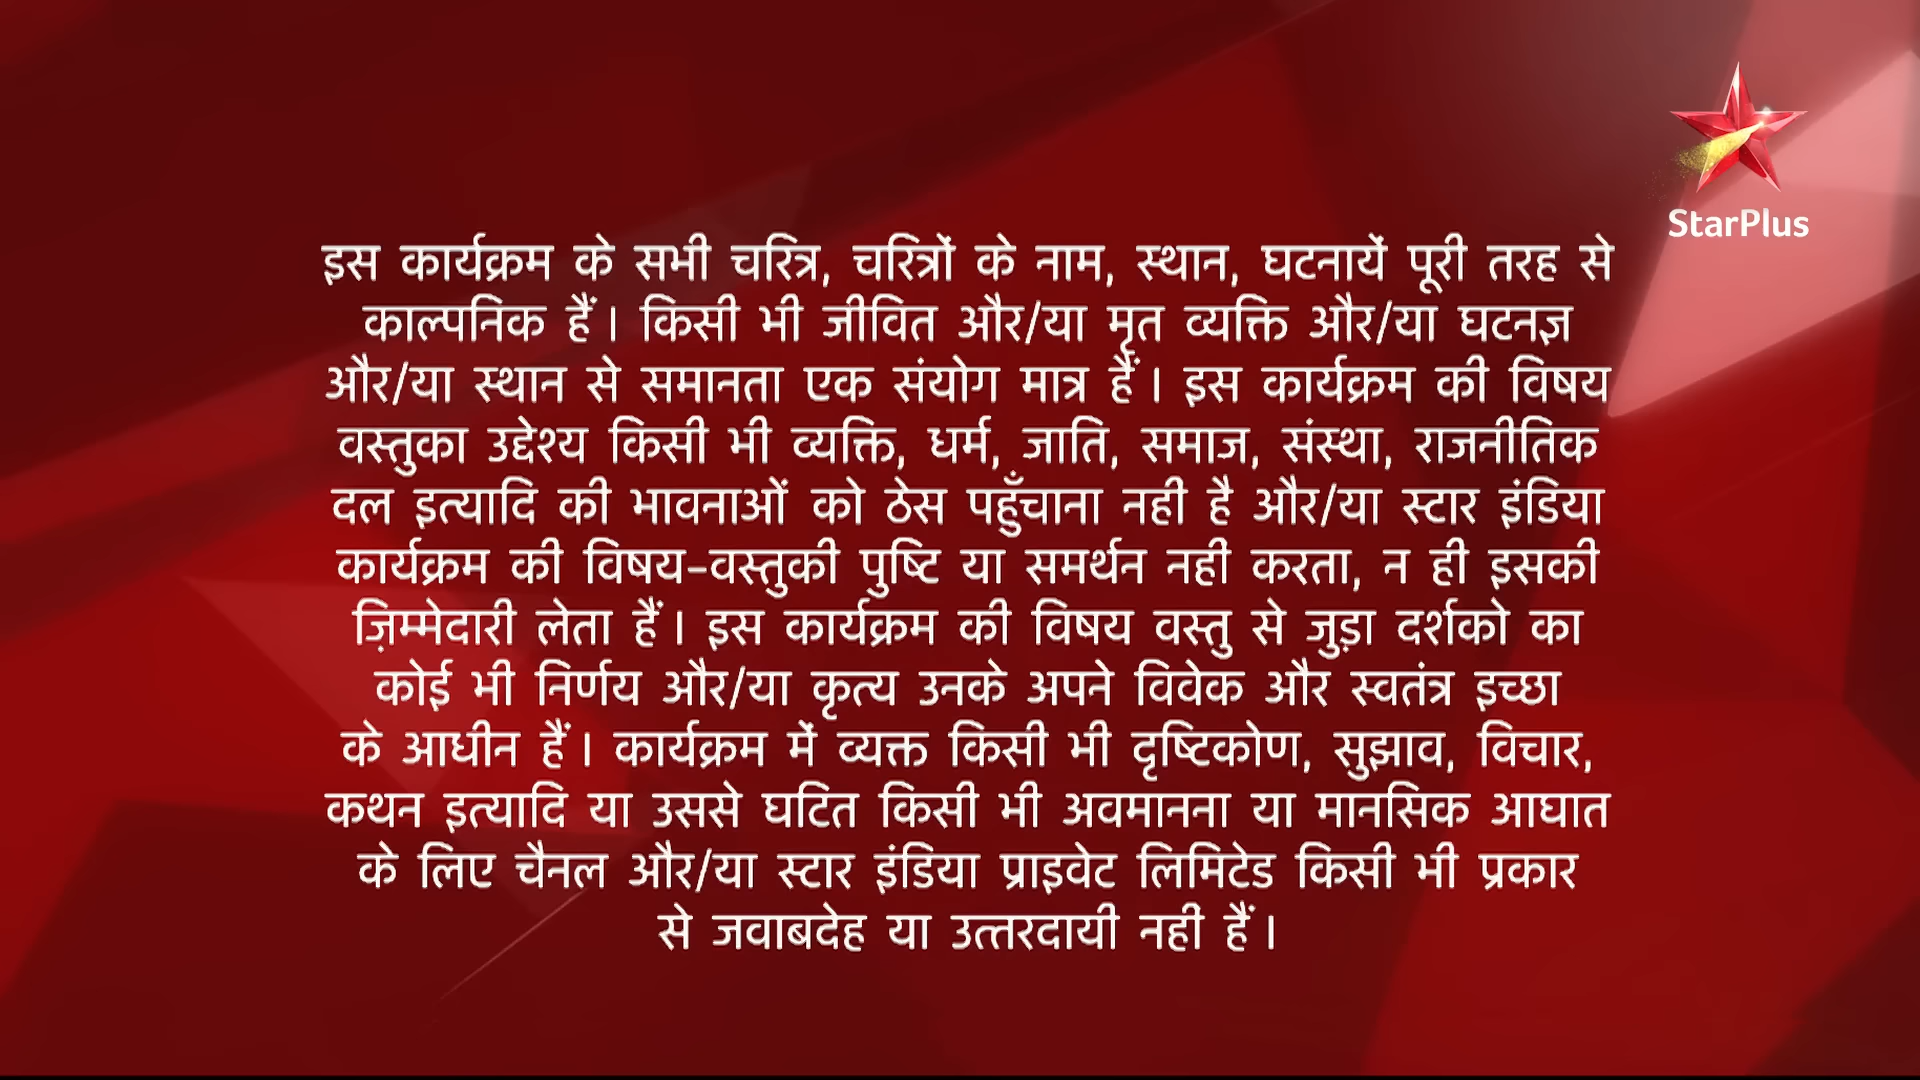 StarPlus
इस कार्यक्रम के सभी चरित्र, चरित्रों के नाम, स्थान, घटनायें पूरी तरह से
काल्पनिक हैं। किसी भी जीवित और/या मृत व्यक्ति और/या घटनज्ञ
और/या स्थान से समानता एक संयोग मात्र हैं। इस कार्यक्रम की विषय
वस्तुका उद्देश्य किसी भी व्यक्ति, धर्म, जाति, समाज, संस्था, राजनीतिक
दल इत्यादि की भावनाओं को ठेस पहुँचाना नही है और/या स्टार इंडिया
कार्यक्रम की विषय-वस्तुकी पुष्टि या समर्थन नहीं करता, न ही इसकी
ज़िम्मेदारी लेता हैं। इस कार्यक्रम की विषय वस्तु से जुड़ा दर्शको का
कोई भी निर्णय और/या कृत्य उनके अपने विवेक और स्वतंत्र इच्छा
के आधीन हैं। कार्यक्रम में व्यक्त किसी भी दृष्टिकोण, सुझाव, विचार,
कथन इत्यादि या उससे घटित किसी भी अवमानना या मानसिक आघात
के लिए चैनल और/या स्टार इंडिया प्राइवेट लिमिटेड किसी भी प्रकार
से जवाबदेह या उत्तरदायी नहीं हैं।